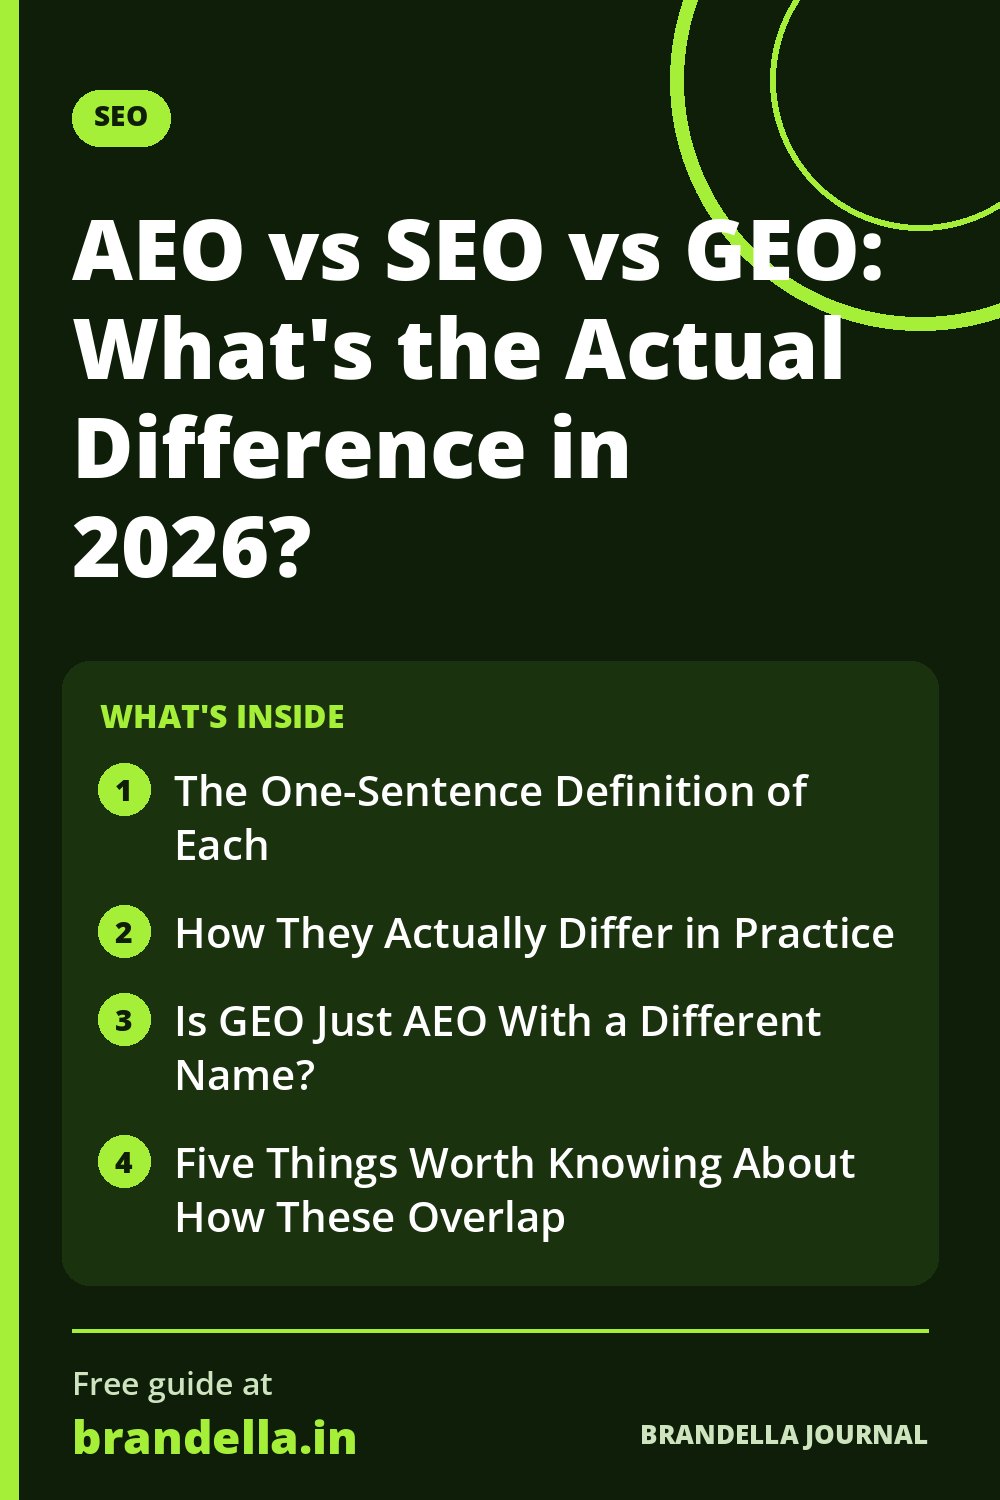 SEO
AEO vs SEO vs GEO:
What's the Actual
Difference in
2026?
WHAT'S INSIDE
1 The One-Sentence Definition of
Each
2 How They Actually Differ in Practice
3 Is GEO Just AEO With a Different
Name?
4 Five Things Worth Knowing About
How These Overlap
Free guide at
brandella.in
BRANDELLA JOURNAL